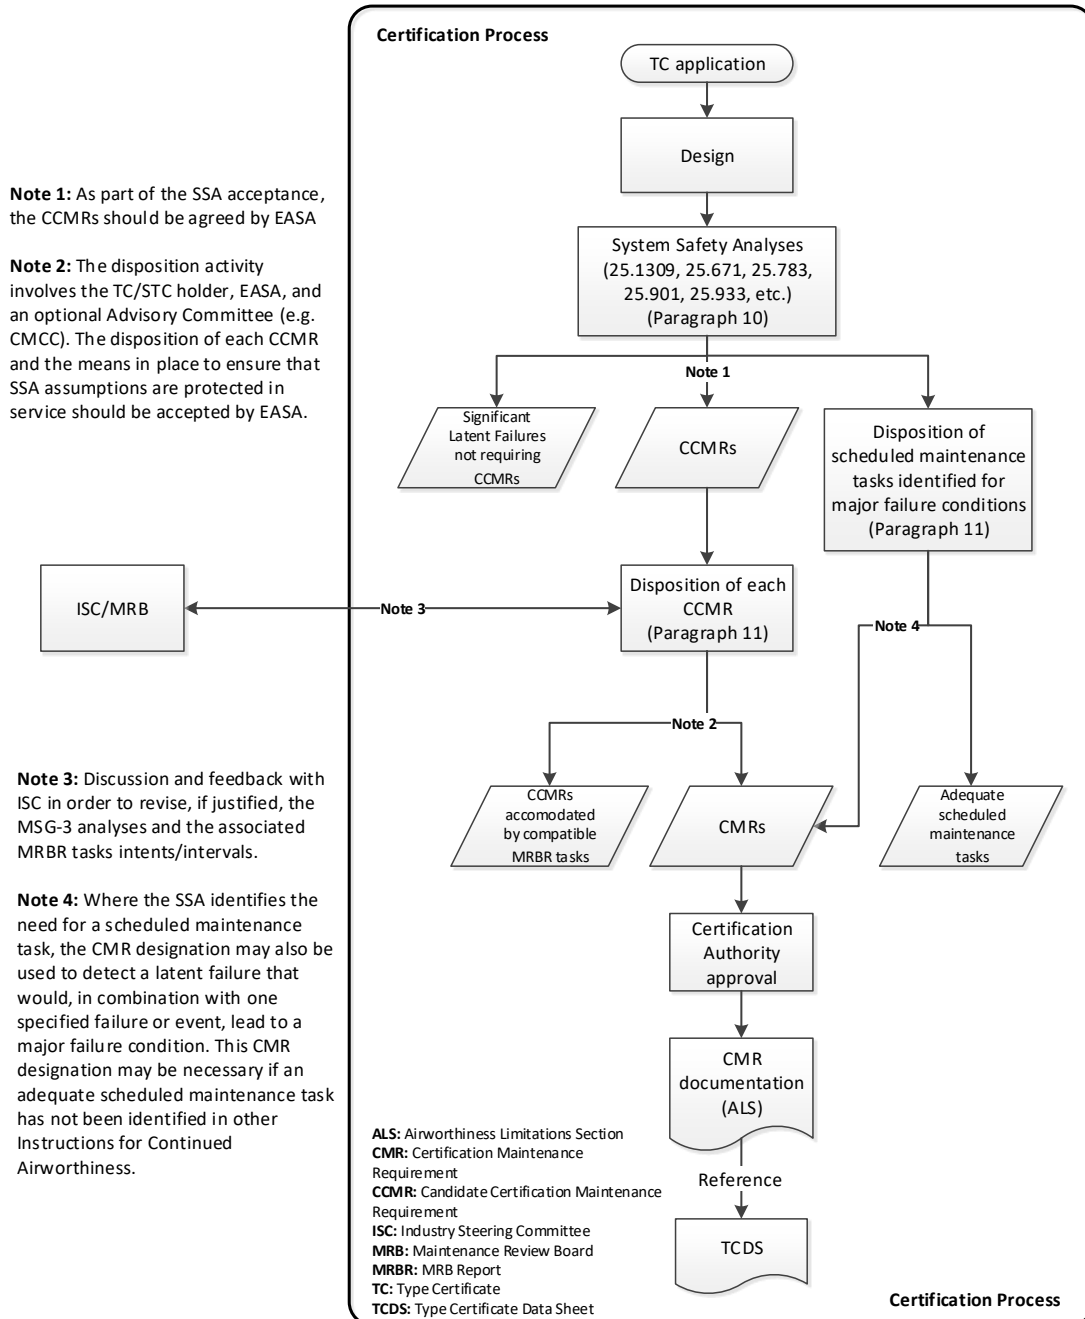 Certification Process
TC application
Design
Note 1: As part of the SSA acceptance,
the CCMRs should be agreed by EASA
Note 2: The disposition activity
involves the TC/STC holder, EASA, and
an optional Advisory Committee (e.g.
CMCC). The disposition of each CCMR
and the means in place to ensure that
SSA assumptions are protected in
service should be accepted by EASA.
System Safety Analyses
(25.1309, 25.671, 25.783,
25.901, 25.933, etc.)
(Paragraph 10)
Note 1
Significant
Latent Failures
not requiring
CCMRs
CCMRs
Disposition of
scheduled maintenance
tasks identified for
major failure conditions
(Paragraph 11)
ISC/MRB
Note 3
Disposition of each
CCMR
(Paragraph 11)
Note 4
Note 2
CCMRs
accomodated
by compatible
MRBR tasks
CMRs
Adequate
scheduled
maintenance
tasks
Note 3: Discussion and feedback with
ISC in order to revise, if justified, the
MSG-3 analyses and the associated
MRBR tasks intents/intervals.
Note 4: Where the SSA identifies the
need for a scheduled maintenance
task, the CMR designation may also be
used to detect a latent failure that
would, in combination with one
specified failure or event, lead to a
major failure condition. This CMR
designation may be necessary if an
adequate scheduled maintenance task
has not been identified in other
Instructions for Continued
Airworthiness.
Certification
Authority
approval
CMR
documentation
(ALS)
Reference
TCDS
ALS: Airworthiness Limitations Section
CMR: Certification Maintenance
Requirement
CCMR: Candidate Certification Maintenance
Requirement
ISC: Industry Steering Committee
MRB: Maintenance Review Board
MRBR: MRB Report
TC: Type Certificate
TCDS: Type Certificate Data Sheet
Certification Process